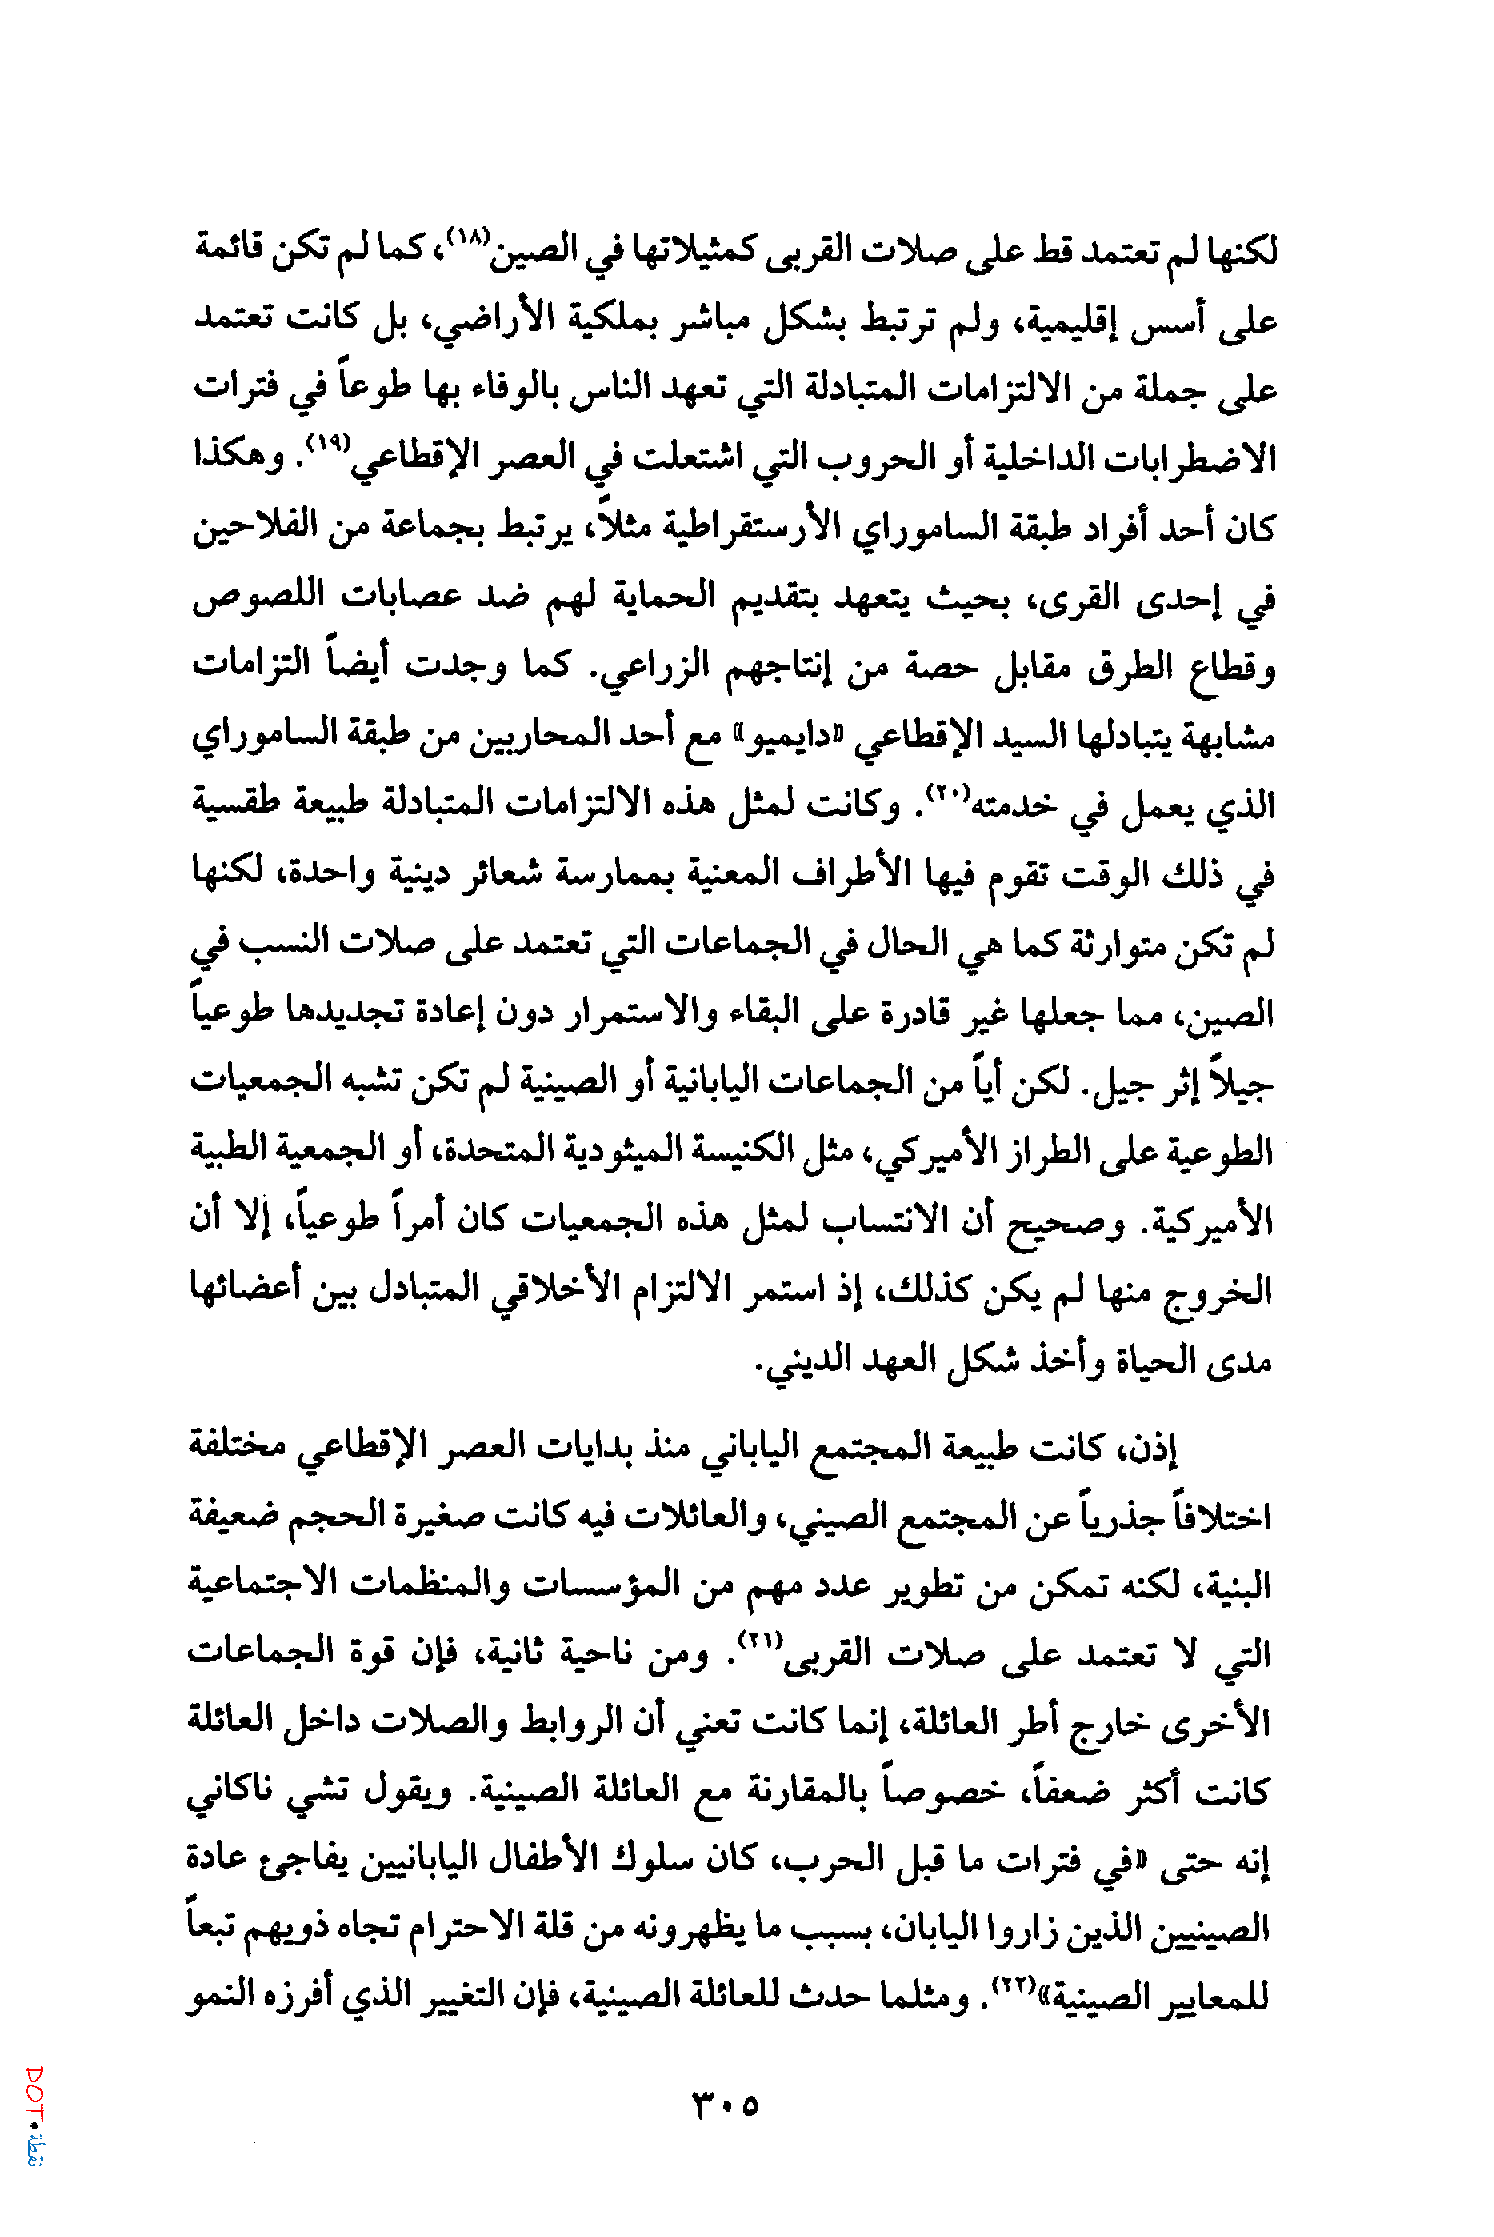 لكنها لم تعتمد قط على صلات القربى كمثيلاتها في الصين(١٨)، كما لم تكن قائمة
على أسس إقليمية، ولم ترتبط بشكل مباشر بملكية الأراضي، بل كانت تعتمد
على جملة من الالتزامات المتبادلة التي تعهد الناس بالوفاء بها طوعاً في فترات
الاضطرابات الداخلية أو الحروب التي اشتعلت في العصر الإقطاعي(١٩). وهكذا
كان أحد أفراد طبقة الساموراي الأرستقراطية مثلاً، يرتبط بجماعة من الفلاحين
في إحدى القرى، بحيث يتعهد بتقديم الحماية لهم ضد عصابات اللصوص
وقطاع الطرق مقابل حصة من إنتاجهم الزراعي. كما وجدت أيضاً التزامات
مشابهة يتبادلها السيد الإقطاعي «دايميو» مع أحد المحاربين من طبقة الساموراي
الذي يعمل في خدمته(٢٠). وكانت لمثل هذه الالتزامات المتبادلة طبيعة طقسية
في ذلك الوقت تقوم فيها الأطراف المعنية بممارسة شعائر دينية واحدة، لكنها
لم تكن متوارثة كما هي الحال في الجماعات التي تعتمد على صلات النسب في
الصين، مما جعلها غير قادرة على البقاء والاستمرار دون إعادة تجديدها طوعياً
جيلاً إثر جيل. لكن أياً من الجماعات اليابانية أو الصينية لم تكن تشبه الجمعيات
الطوعية على الطراز الأميركي، مثل الكنيسة الميثودية المتحدة، أو الجمعية الطبية
الأميركية. وصحيح أن الانتساب لمثل هذه الجمعيات كان أمراً طوعياً، إلا أن
الخروج منها لم يكن كذلك، إذ استمر الالتزام الأخلاقي المتبادل بين أعضائها
مدى الحياة وأخذ شكل العهد الديني.
إذن، كانت طبيعة المجتمع الياباني منذ بدايات العصر الإقطاعي مختلفة
اختلافاً جذرياً عن المجتمع الصيني، والعائلات فيه كانت صغيرة الحجم ضعيفة
البنية، لكنه تمكن من تطوير عدد مهم من المؤسسات والمنظمات الاجتماعية
التي لا تعتمد على صلات القربى(٢١). ومن ناحية ثانية، فإن قوة الجماعات
الأخرى خارج أطر العائلة، إنما كانت تعني أن الروابط والصلات داخل العائلة
كانت أكثر ضعفاً، خصوصاً بالمقارنة مع العائلة الصينية. ويقول تشي ناكاني
إنه حتى «في فترات ما قبل الحرب، كان سلوك الأطفال اليابانيين يفاجئ عادة
الصينيين الذين زاروا اليابان، بسبب ما يظهرونه من قلة الاحترام تجاه ذويهم تبعاً
للمعايير الصينية»(٢٢). ومثلما حدث للعائلة الصينية، فإن التغيير الذي أفرزه النمو
٣٠٥
DOT•نقطة